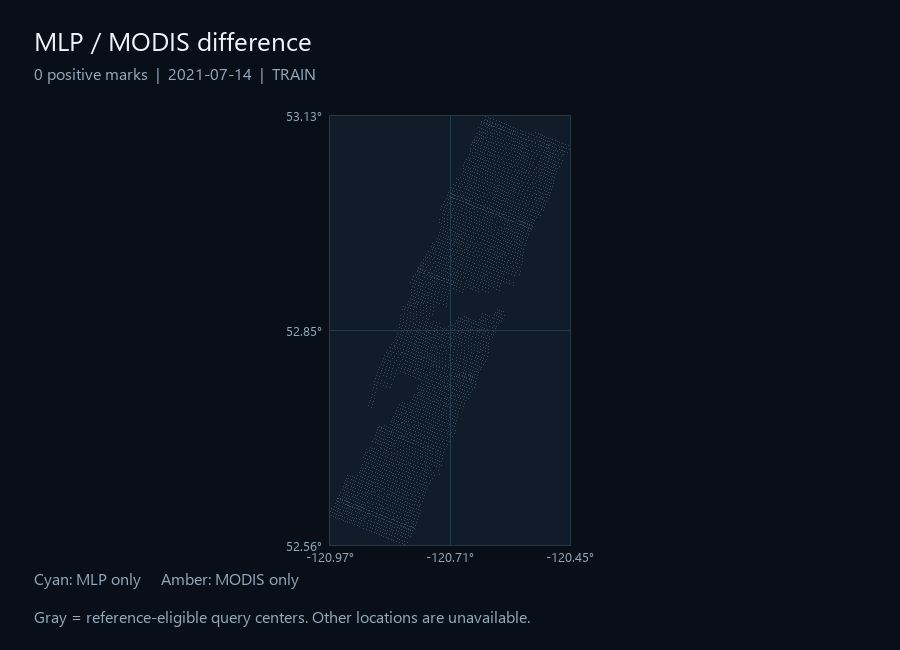 MLP / MODIS difference
0 positive marks | 2021-07-14 | TRAIN
53.13°
52.85°
52.56°
-120.97° -120.71° -120.45°
Cyan: MLP only Amber: MODIS only
Gray = reference-eligible query centers. Other locations are unavailable.